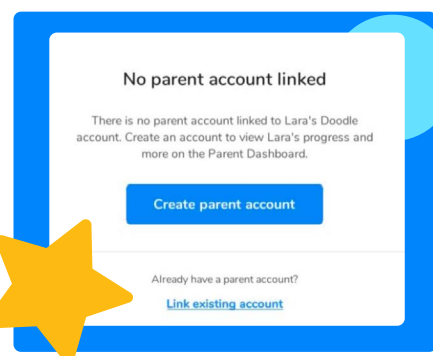 No parent account linked
There is no parent account linked to Lara's Doodle
account. Create an account to view Lara's progress and
more on the Parent Dashboard.
Create parent account
Already have a parent account?
Link existing account